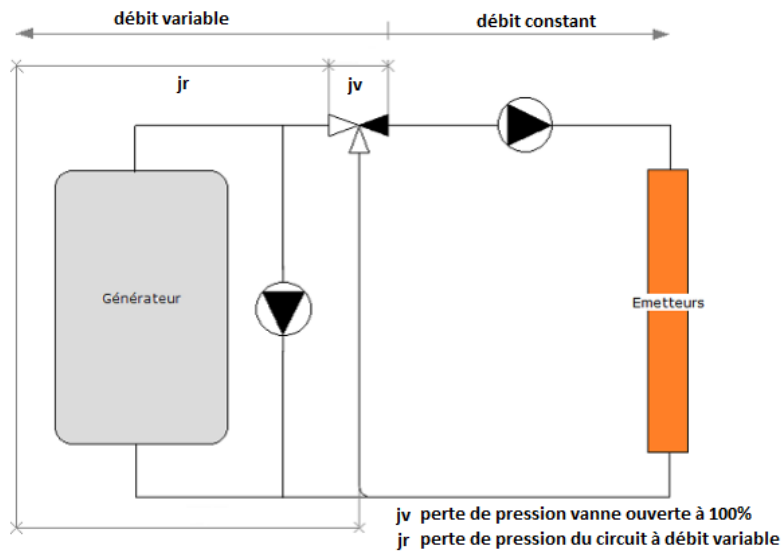 débit variable
débit constant
jr
jv
Générateur
Emetteurs
jv perte de pression vanne ouverte à 100%
jr perte de pression du circuit à débit variable